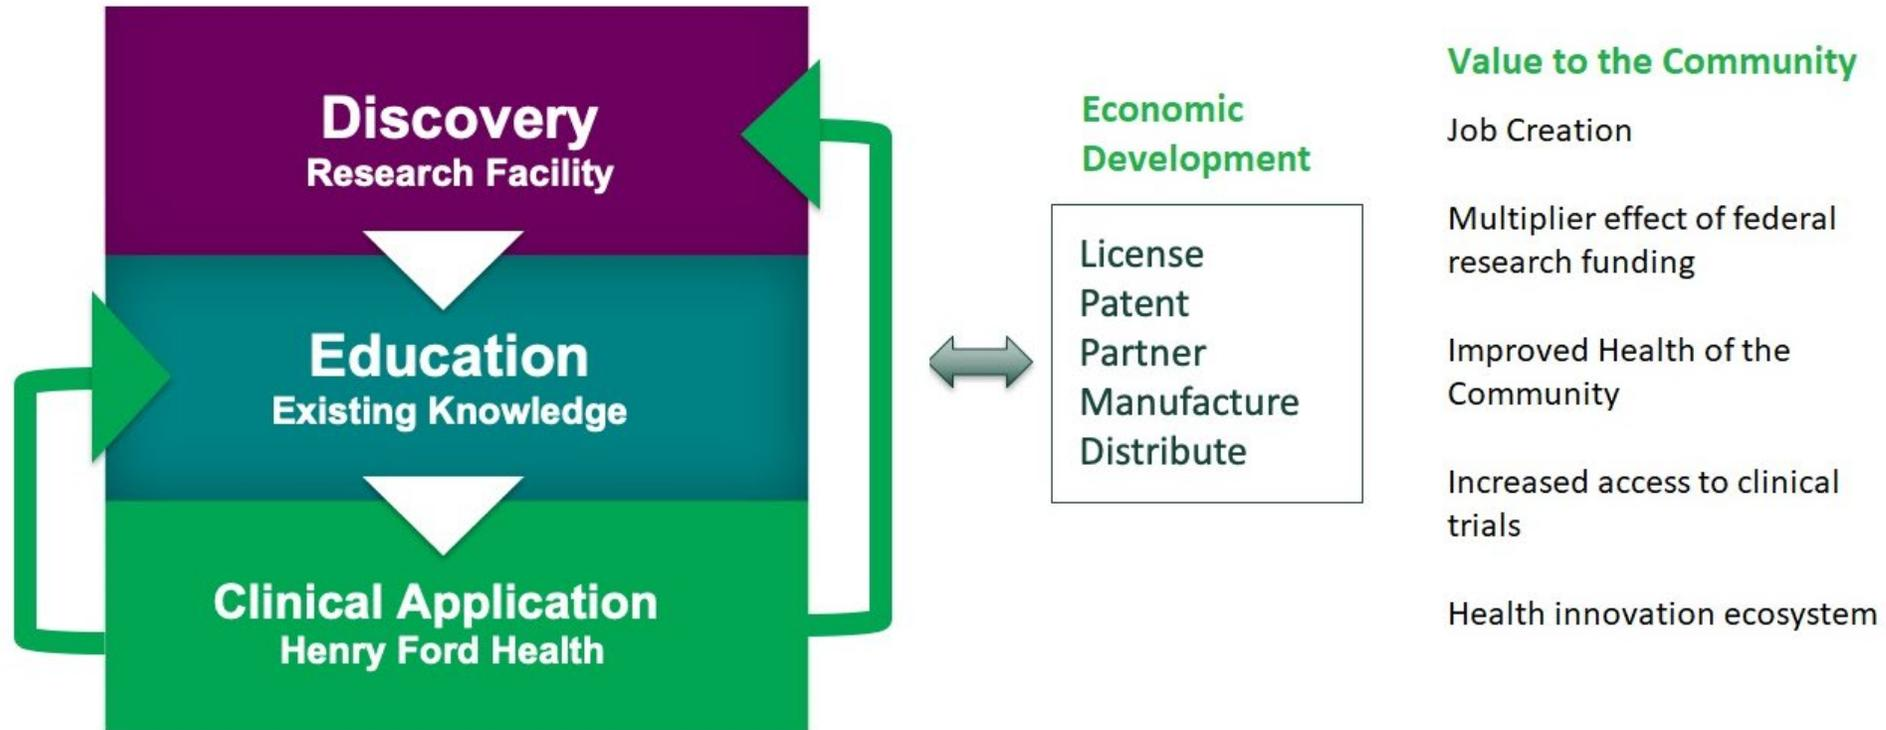 Discovery
Research Facility
Education
Existing Knowledge
Clinical Application
Henry Ford Health
Economic
Development
License
Patent
Partner
Manufacture
Distribute
Value to the Community
Job Creation
Multiplier effect of federal
research funding
Improved Health of the
Community
Increased access to clinical
trials
Health innovation ecosystem